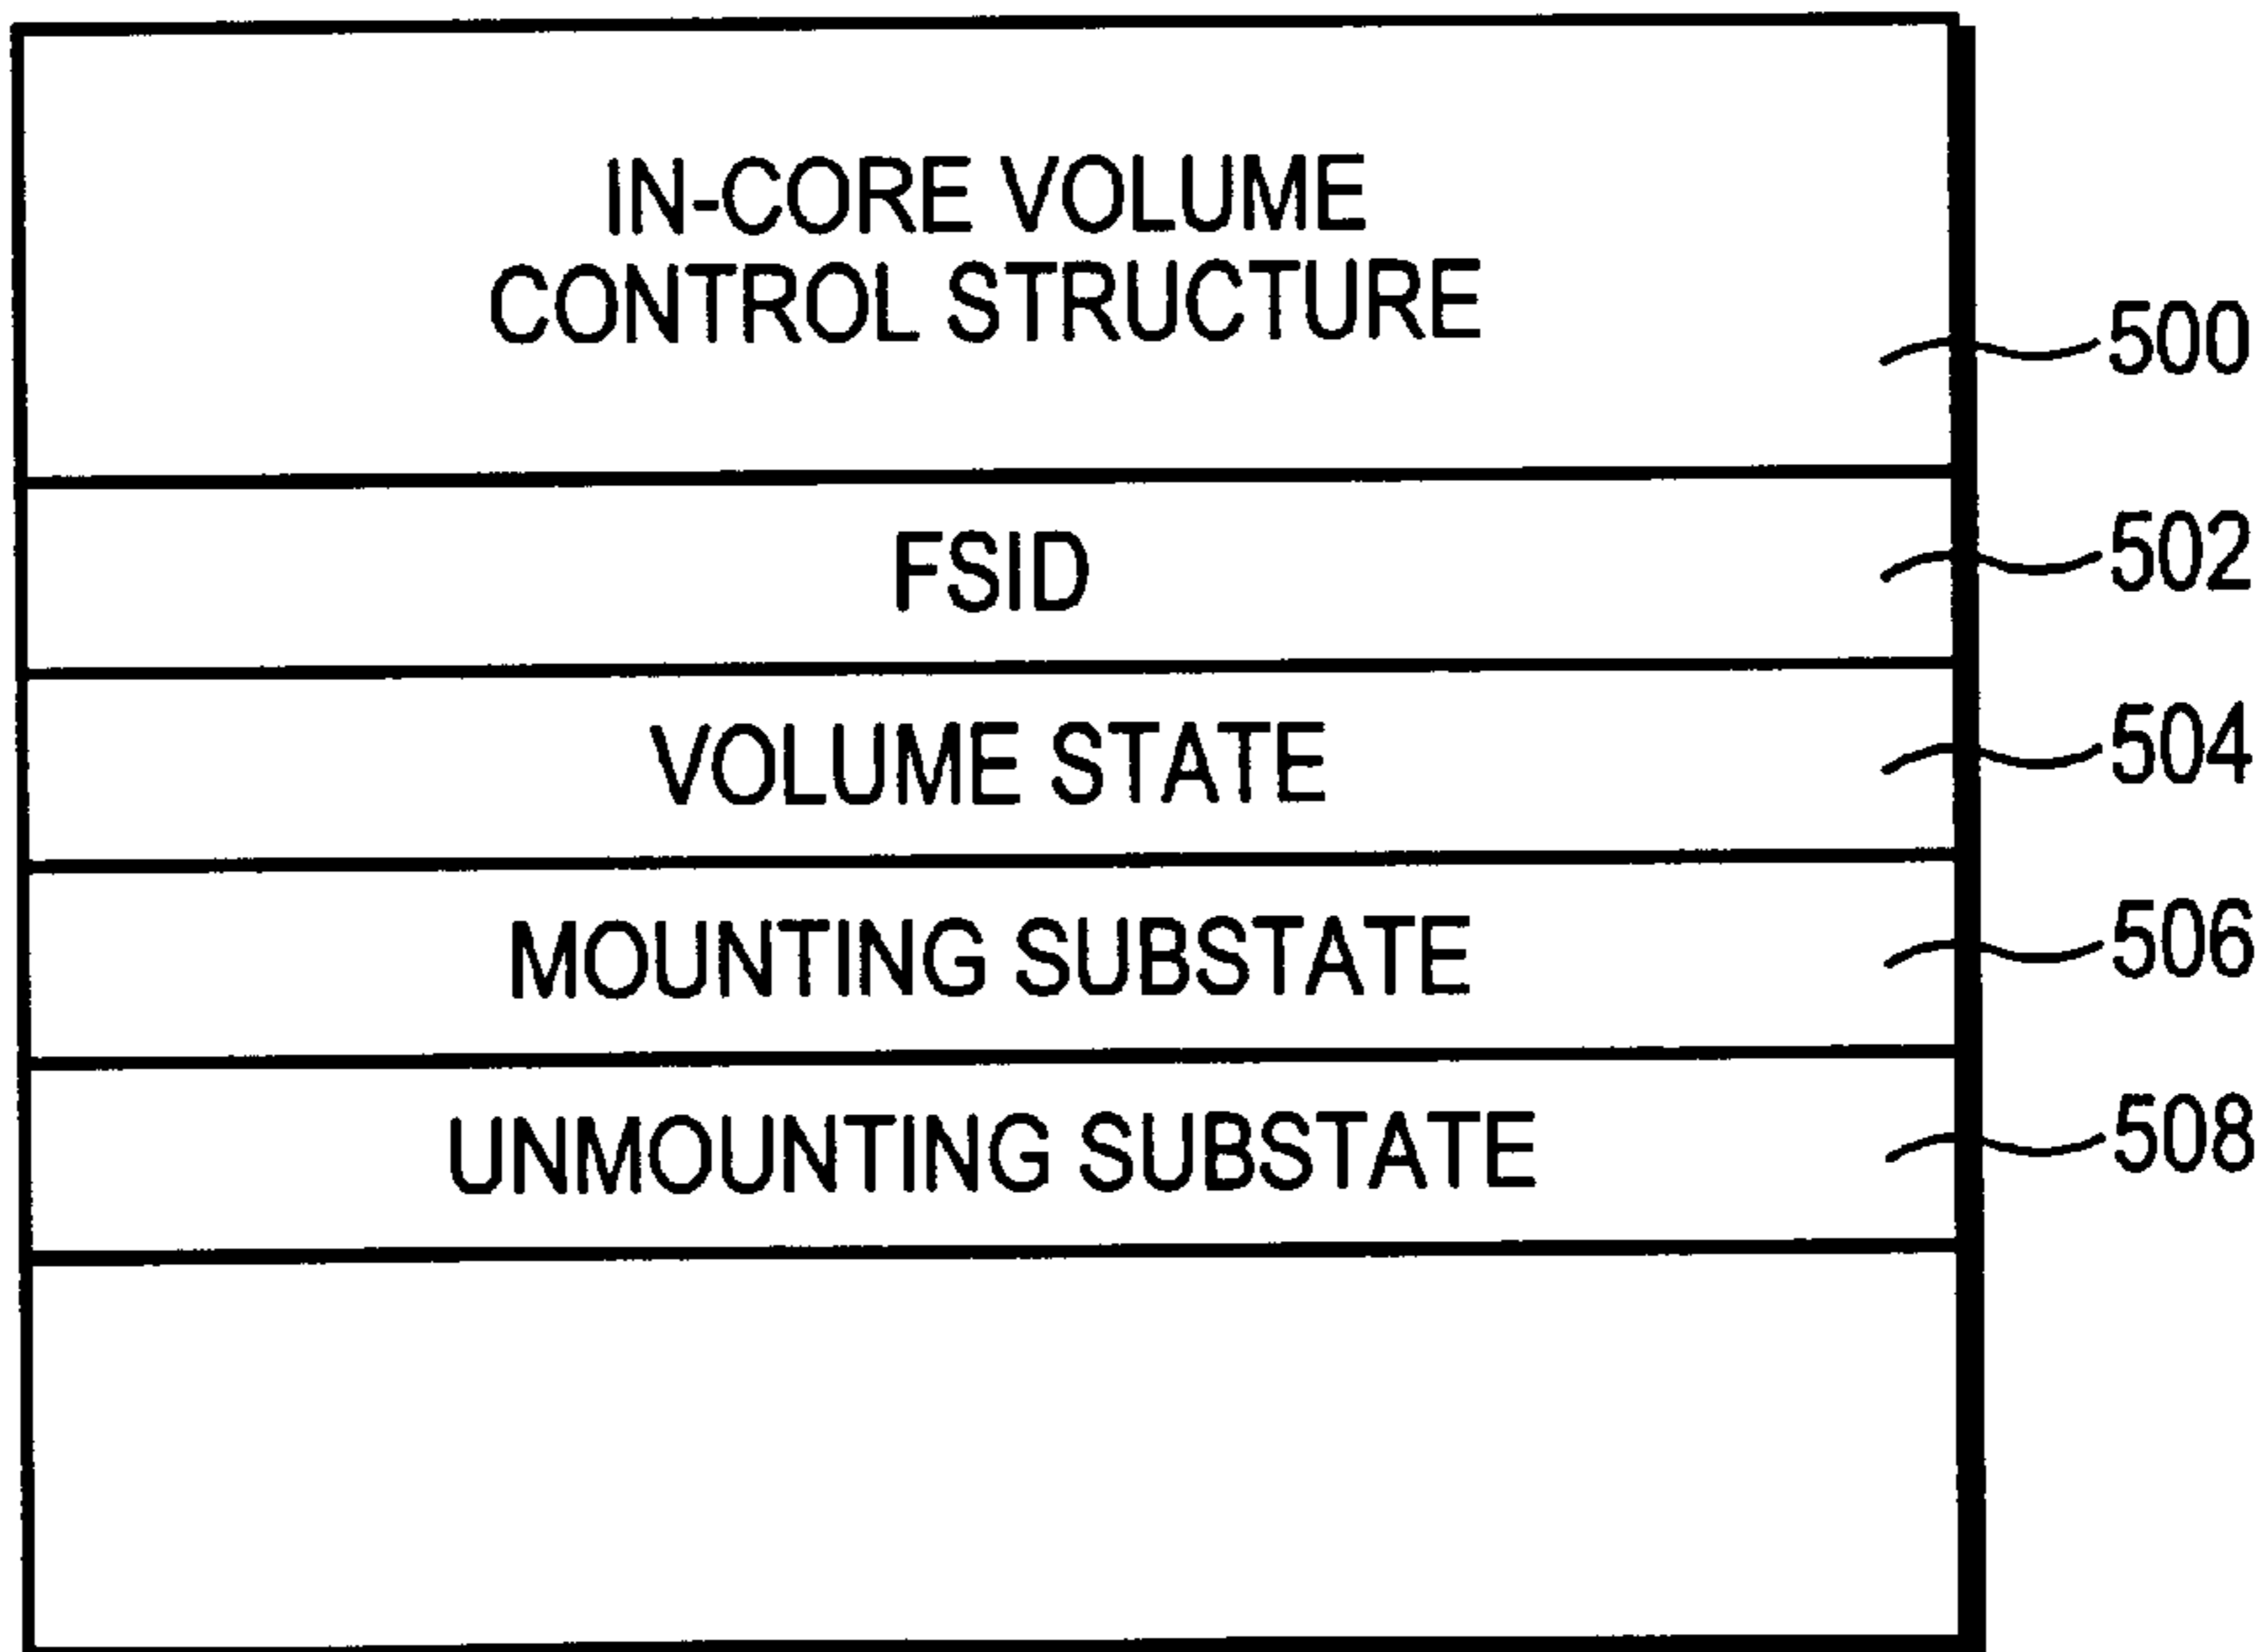 IN-CORE VOLUME
CONTROL STRUCTURE
500
FSID
502
VOLUME STATE
504
MOUNTING SUBSTATE
506
UNMOUNTING SUBSTATE
508